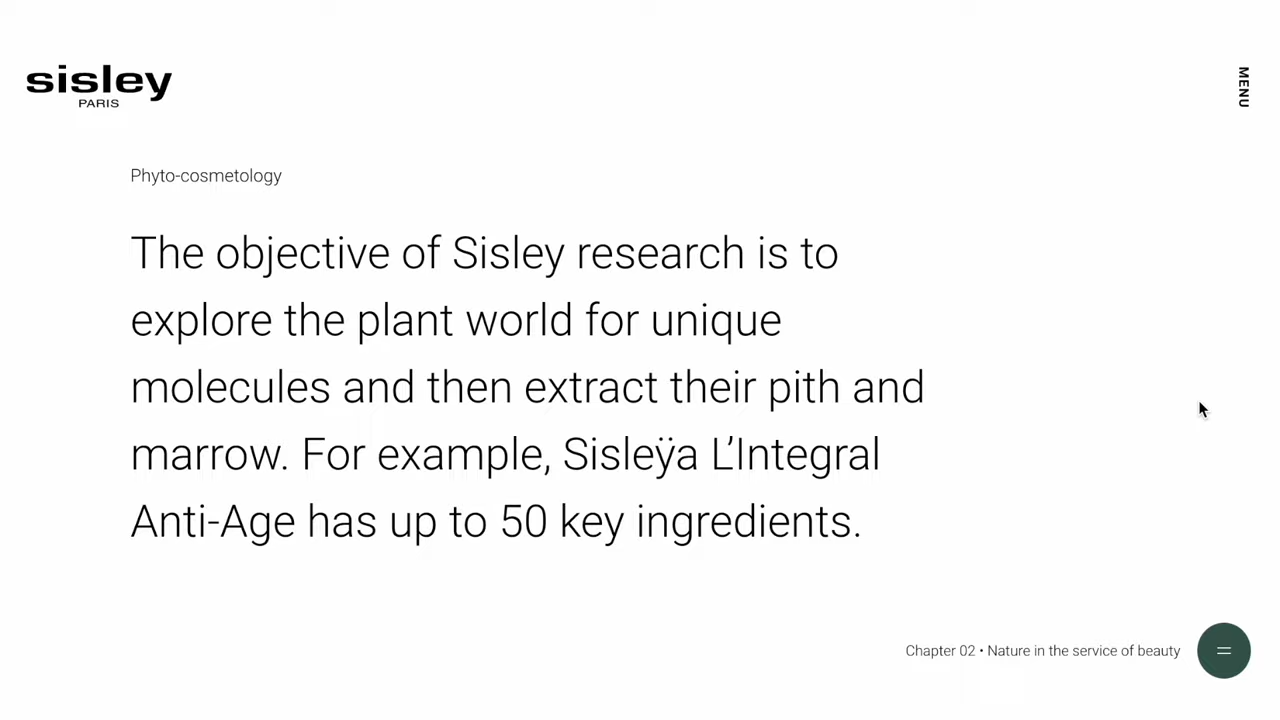 sisley
PARIS
MENU
Phyto-cosmetology
The objective of Sisley research is to
explore the plant world for unique
molecules and then extract their pith and
marrow. For example, Sisleÿa L’Integral
Anti-Age has up to 50 key ingredients.
Chapter 02 • Nature in the service of beauty